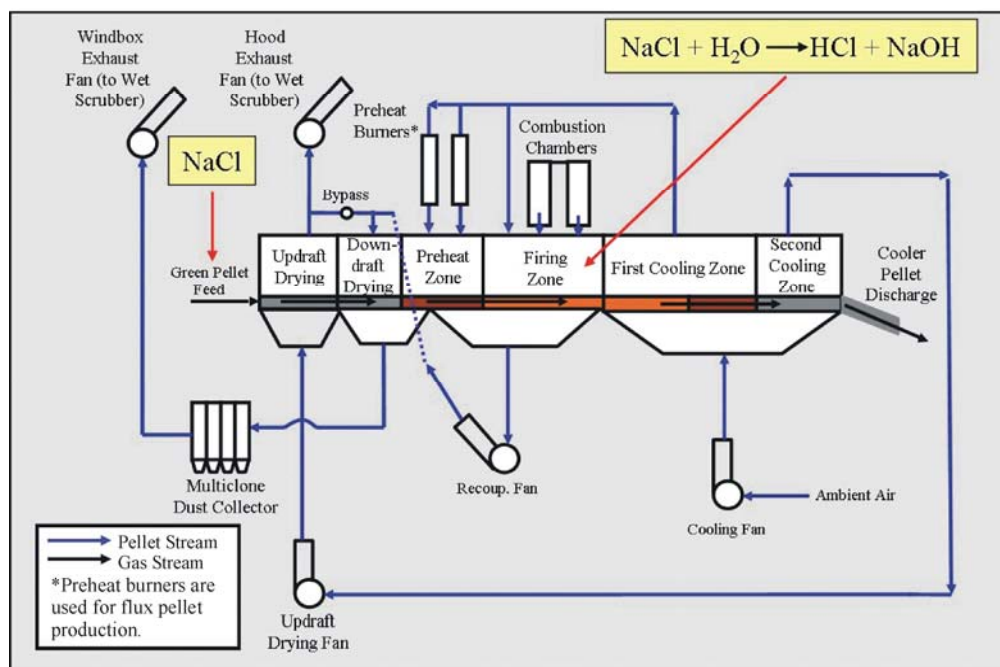 Windbox
Exhaust
Fan (to Wet
Scrubber)
Hood
Exhaust
Fan (to Wet
Scrubber)
NaCl + H₂O → HCl + NaOH
Preheat
Burners*
Combustion
Chambers
NaCl
Bypass
Green Pellet
Feed
Updraft
Drying
Down-
draft
Drying
Preheat
Zone
Firing
Zone
First Cooling Zone
Second
Cooling
Zone
Cooler
Pellet
Discharge
Multiclone
Dust Collector
Recoup. Fan
Cooling Fan
Ambient Air
Updraft
Drying Fan
Pellet Stream
Gas Stream
*Preheat burners are
used for flux pellet
production.